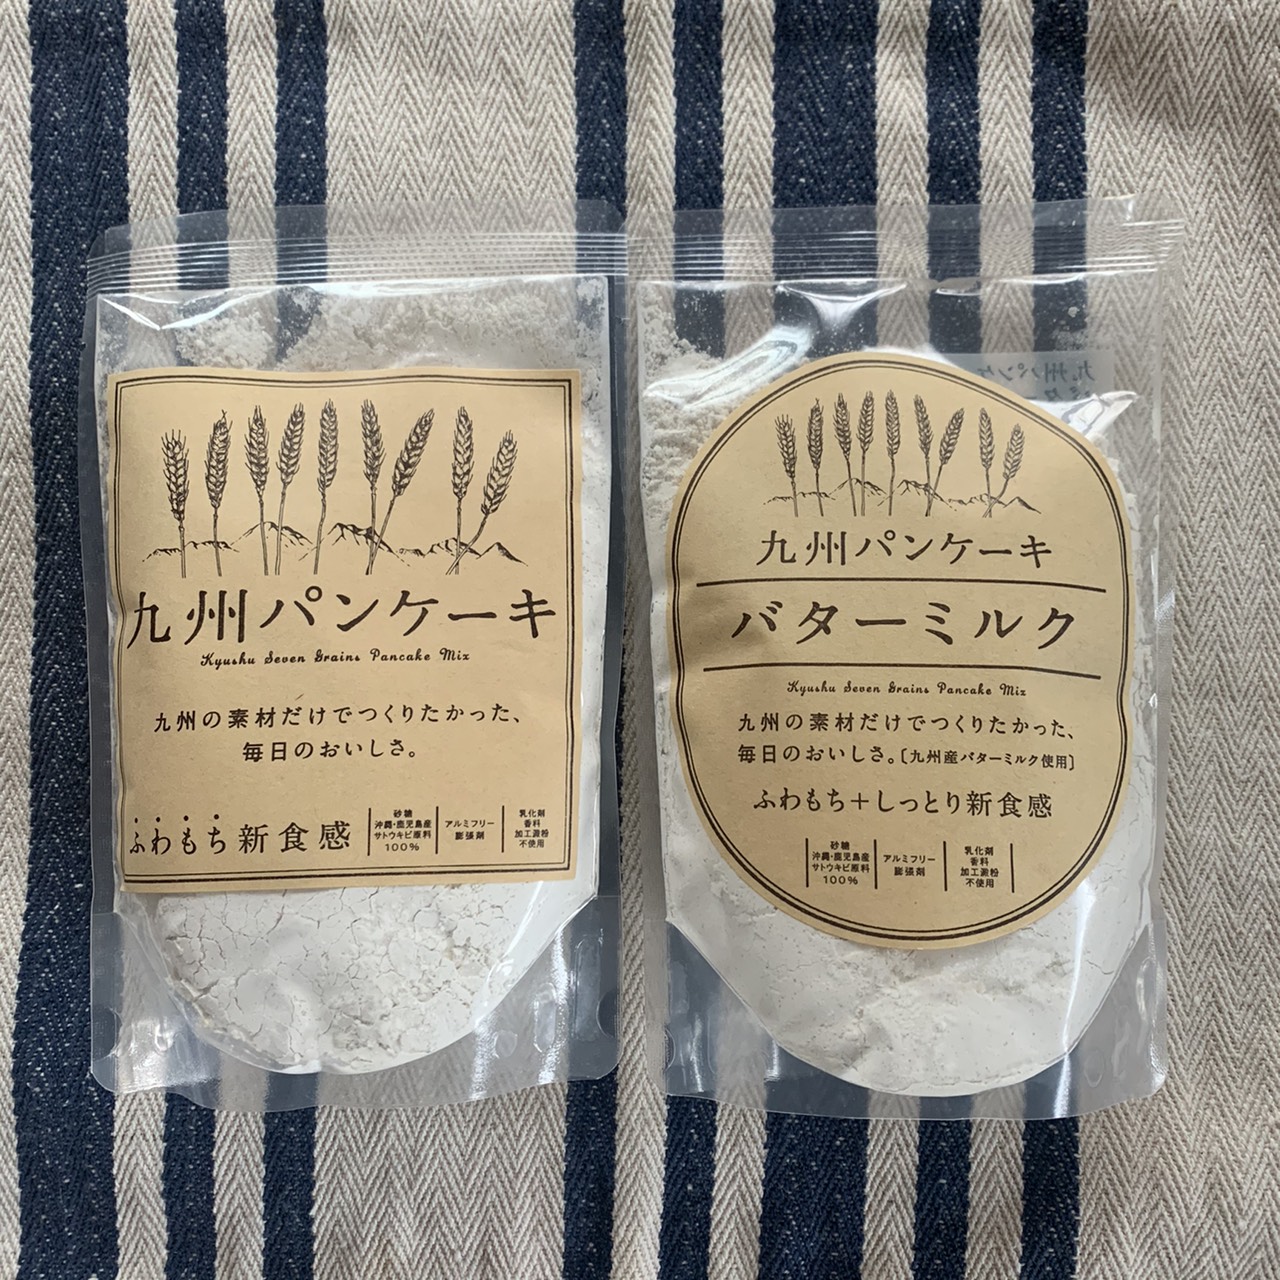 九州パンケーキ
Kyushu Seven Grains Pancake Mix
九州の素材だけでつくりたかった、
毎日のおいしさ。
ふわもち新食感
砂糖
沖縄・鹿児島産
サトウキビ原料
100%
アルミフリー
膨張剤
乳化剤
香料
加工澱粉
不使用
九州パンケーキ
バターミルク
Kyushu Seven Grains Pancake Mix
九州の素材だけでつくりたかった、
毎日のおいしさ。〔九州産バターミルク使用〕
ふわもち+しっとり新食感
砂糖
沖縄・鹿児島産
サトウキビ原料
100%
アルミフリー
膨張剤
乳化剤
香料
加工澱粉
不使用
九州パンケ